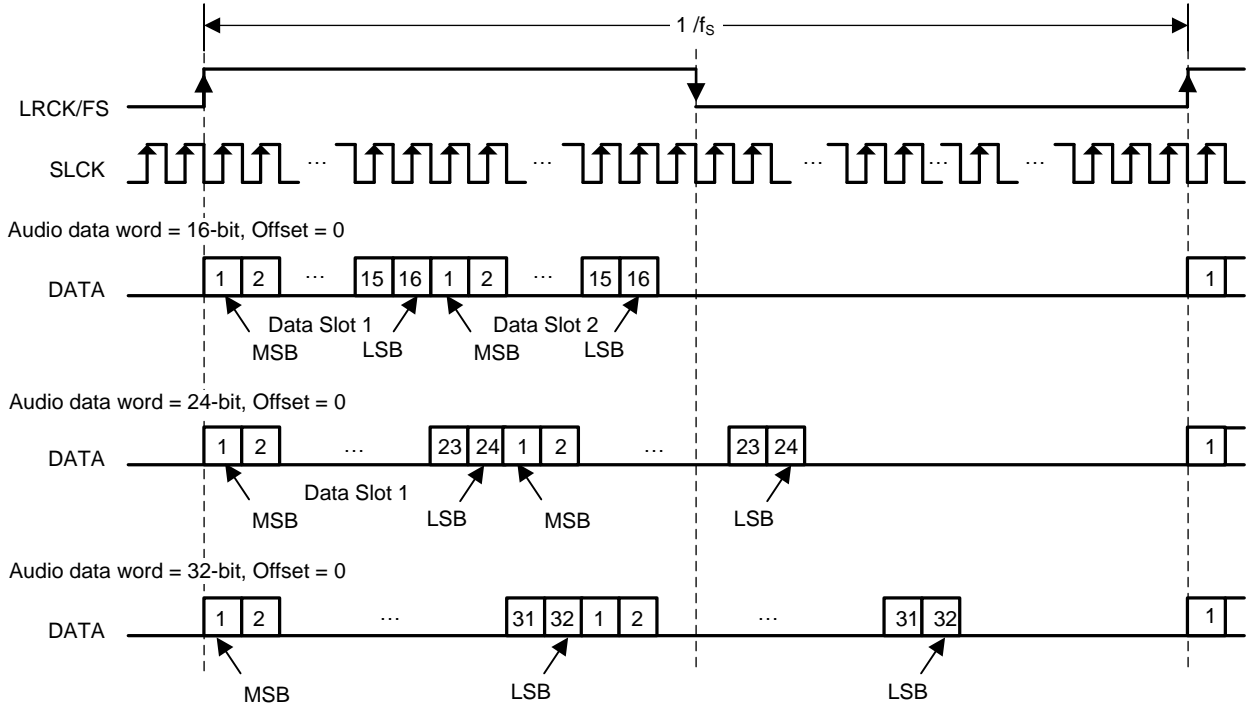 1 /fS
LRCK/FS
SLCK
... ... ... ... ...
Audio data word = 16-bit, Offset = 0
DATA 1 2 ... 15 16 1 2 ... 15 16 1
Data Slot 1 Data Slot 2
MSB LSB MSB LSB
Audio data word = 24-bit, Offset = 0
DATA 1 2 ... 23 24 1 2 ... 23 24 1
Data Slot 1
MSB LSB MSB LSB
Audio data word = 32-bit, Offset = 0
DATA 1 2 ... 31 32 1 2 ... 31 32 1
MSB LSB LSB